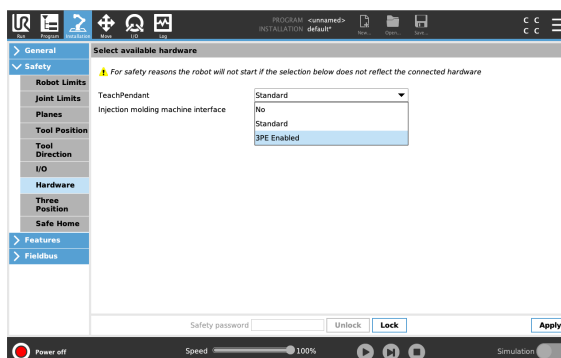 UR
Run
Program
Installation
Move
I/O
Log
PROGRAM <unnamed>
INSTALLATION default*
New...
Open...
Save...
C C
C C
General
Safety
Robot Limits
Joint Limits
Planes
Tool Position
Tool
Direction
I/O
Hardware
Three
Position
Safe Home
Features
Fieldbus
Select available hardware
For safety reasons the robot will not start if the selection below does not reflect the connected hardware
TeachPendant
Standard
Injection molding machine interface
No
Standard
3PE Enabled
Safety password
Unlock
Lock
Apply
Power off
Speed
100%
Simulation